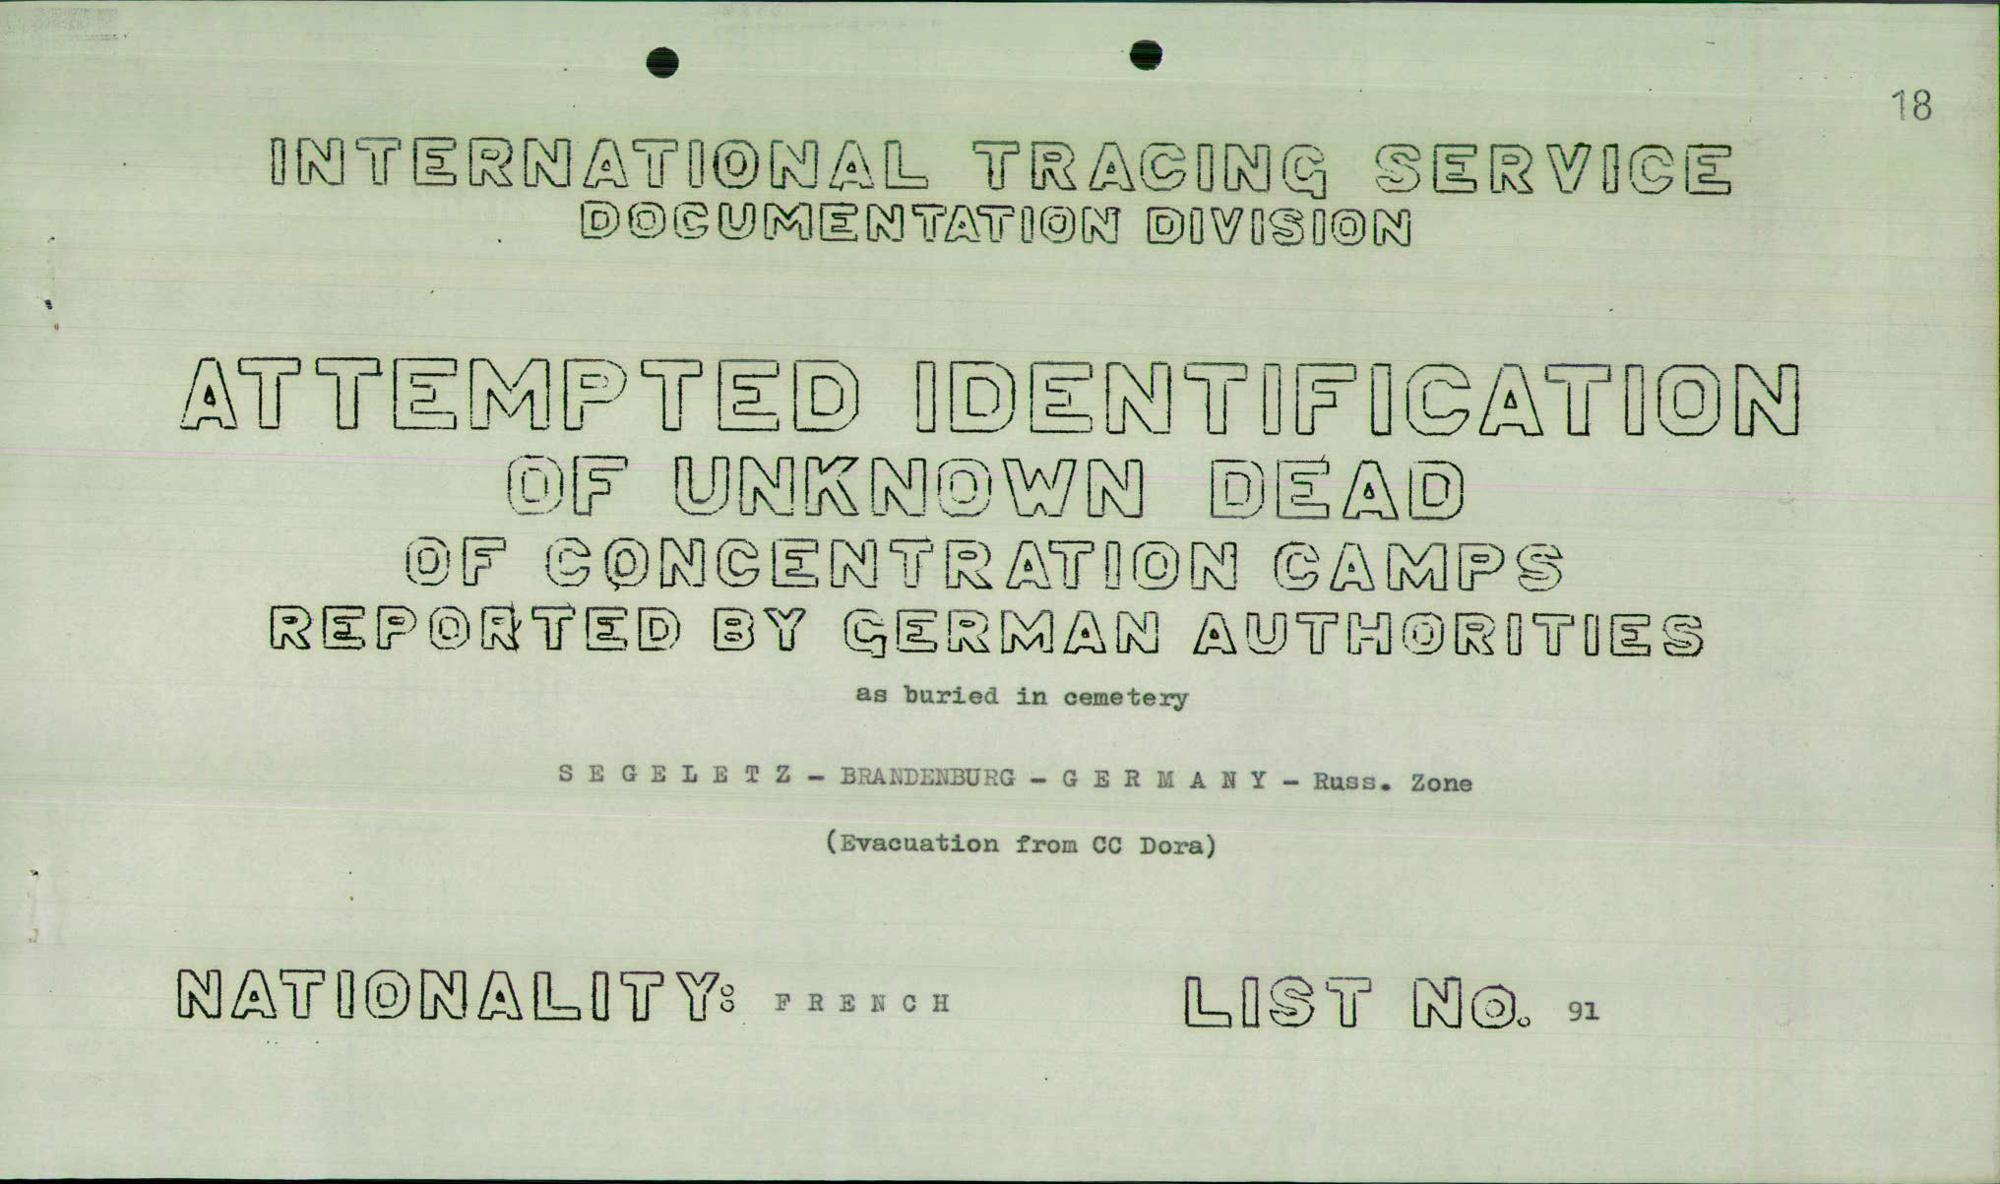 18
INTERNATIONAL TRACING SERVICE
DOCUMENTATION DIVISION
ATTEMPTED IDENTIFICATION
OF UNKNOWN DEAD
OF CONCENTRATION CAMPS
REPORTED BY GERMAN AUTHORITIES
as buried in cemetery
S E G E L E T Z - BRANDENBURG - G E R M A N Y - Russ. Zone
(Evacuation from CC Dora)
NATIONALITY: F R E N C H LIST No. 91